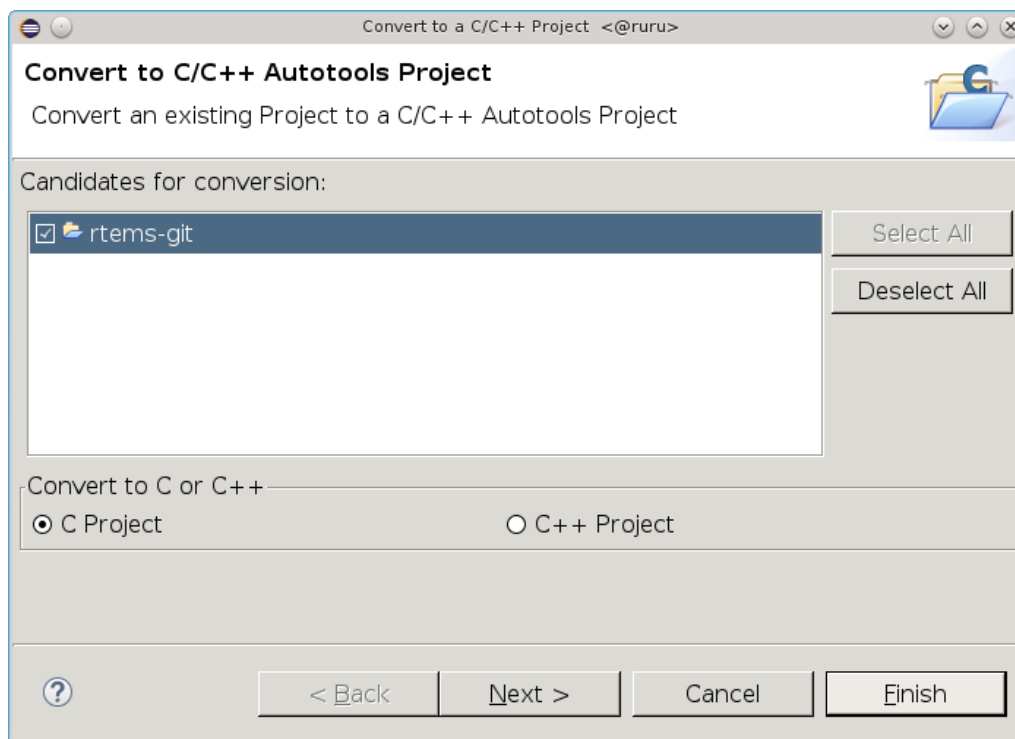 Convert to a C/C++ Project <@ruru>
Convert to C/C++ Autotools Project
Convert an existing Project to a C/C++ Autotools Project
Candidates for conversion:
rtems-git
Select All
Deselect All
Convert to C or C++
C Project
C++ Project
< Back
Next >
Cancel
Finish